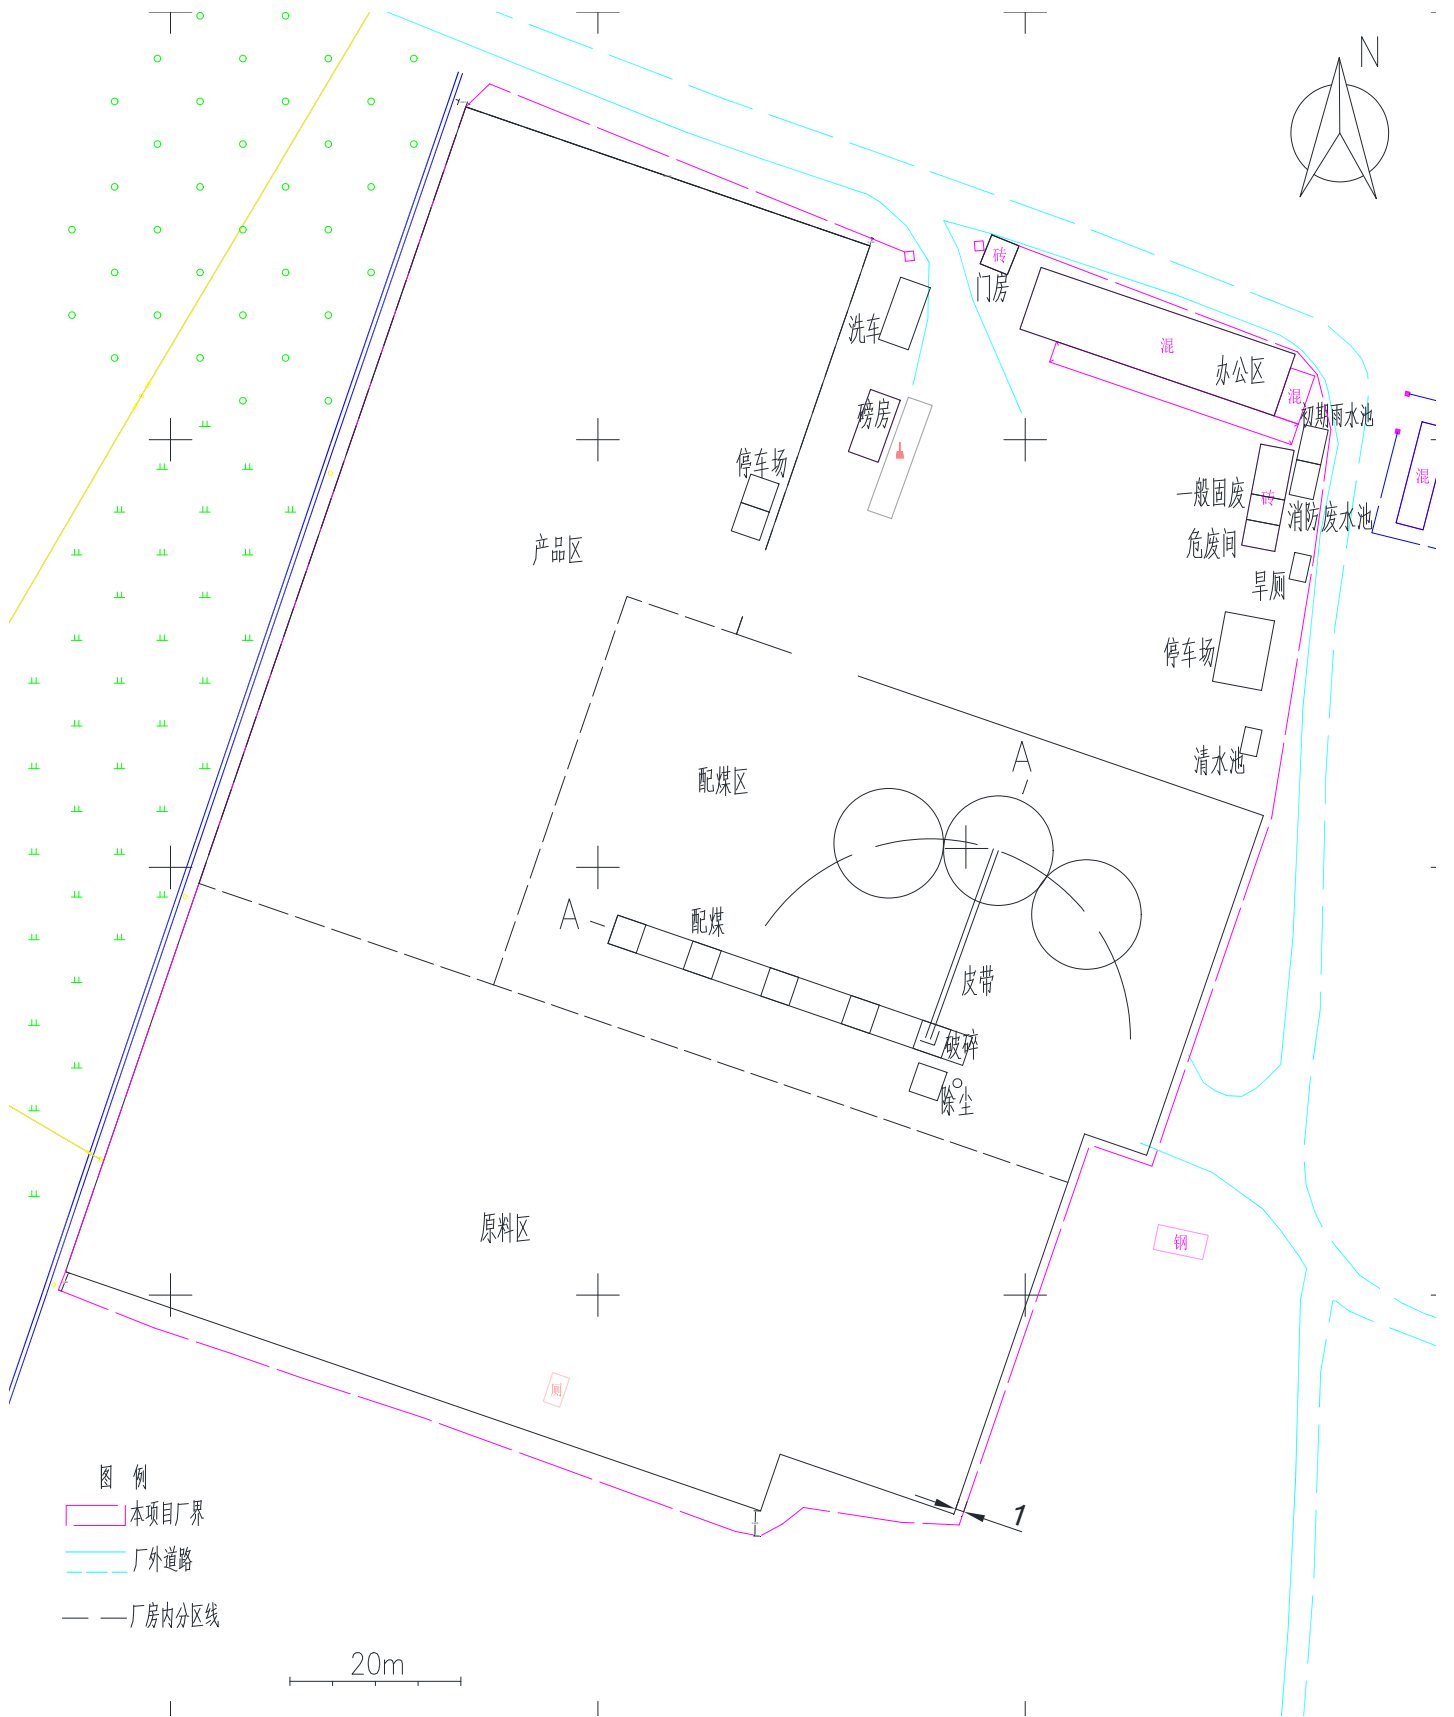 N
砖
门房
洗车
混
办公区
混
磅房
初期雨水池
停车场
混
一般固废
砖
消防废水池
产品区
危废间
旱厕
停车场
A
清水池
配煤区
A
配煤
皮带
破碎
除尘
原料区
钢
厕
图 例
本项目厂界
1
厂外道路
厂房内分区线
20m